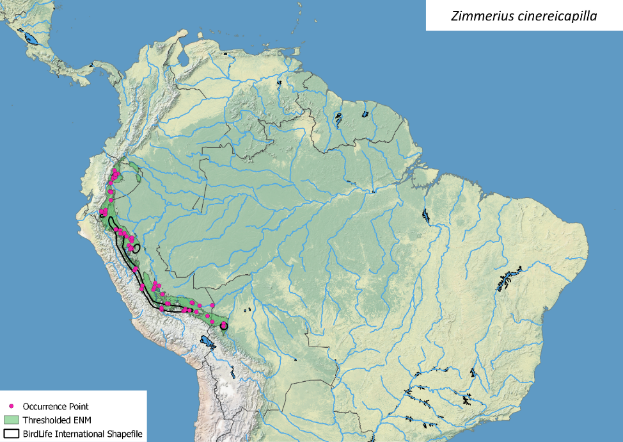 Zimmerius cinereicapilla
Occurrence Point
Thresholded ENM
BirdLife International Shapefile